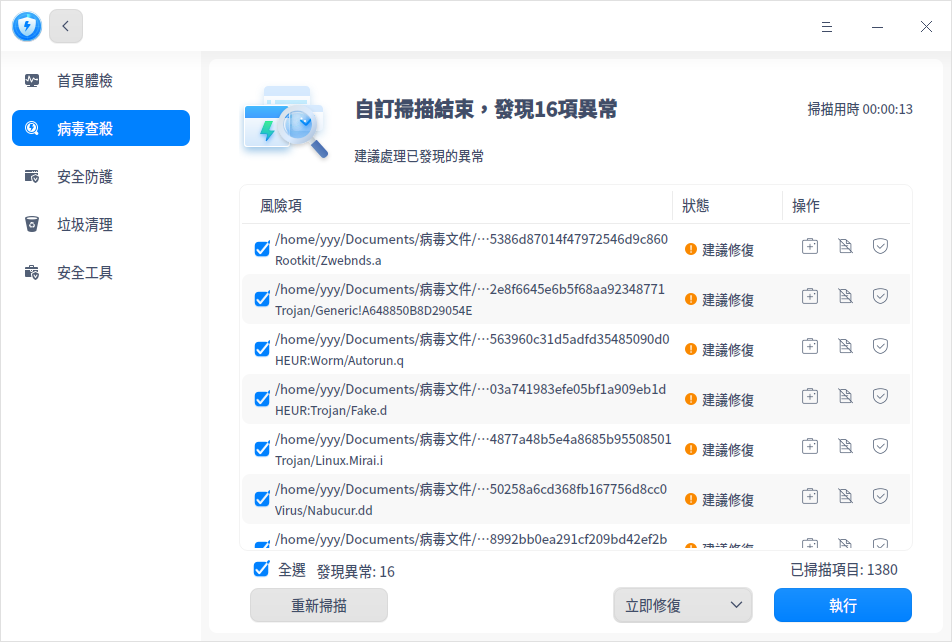 首頁體檢
病毒查殺
安全防護
垃圾清理
安全工具
自訂掃描結束，發現16項異常
掃描用時 00:00:13
建議處理已發現的異常
風險項 狀態 操作
/home/yyy/Documents/病毒文件/⋯5386d87014f47972546d9c860
Rootkit/Zwebnds.a
建議修復
/home/yyy/Documents/病毒文件/⋯2e8f6645e6b5f68aa92348771
Trojan/Generic!A648850B8D29054E
建議修復
/home/yyy/Documents/病毒文件/⋯563960c31d5adfd35485090d0
HEUR:Worm/Autorun.q
建議修復
/home/yyy/Documents/病毒文件/⋯03a741983efe05bf1a909eb1d
HEUR:Trojan/Fake.d
建議修復
/home/yyy/Documents/病毒文件/⋯4877a48b5e4a8685b95508501
Trojan/Linux.Mirai.i
建議修復
/home/yyy/Documents/病毒文件/⋯50258a6cd368fb167756d8cc0
Virus/Nabucur.dd
建議修復
/home/yyy/Documents/病毒文件/⋯8992bb0ea291cf209bd42ef2b
建議修復
全選 發現異常: 16
已掃描項目: 1380
重新掃描 立即修復 執行